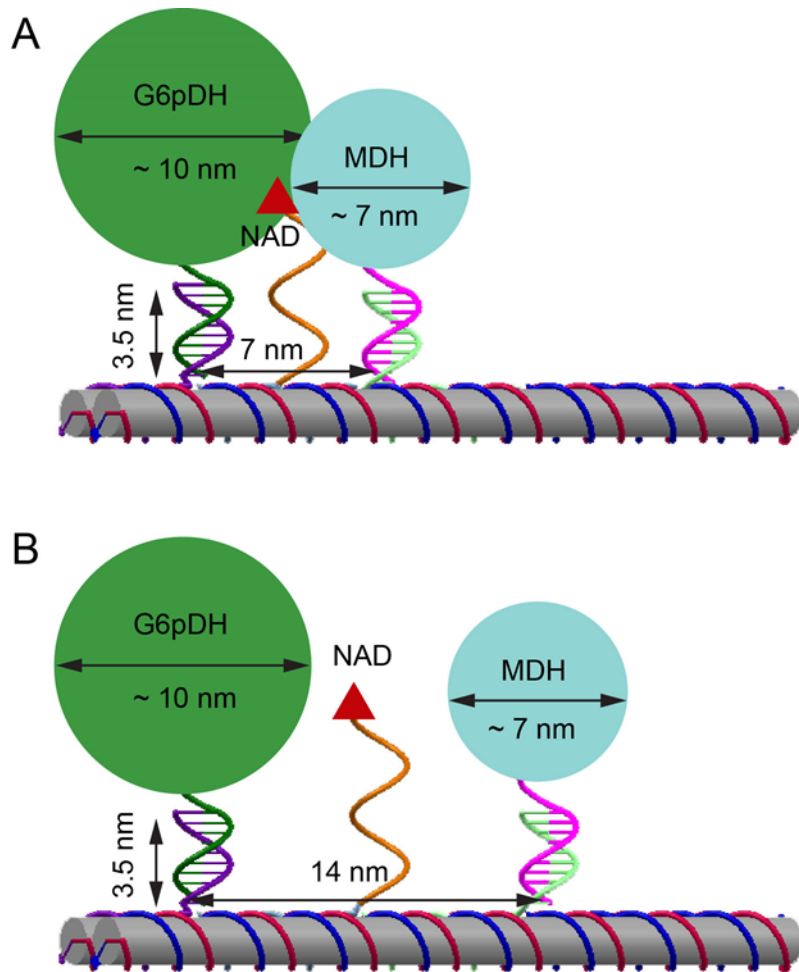 A
G6pDH
~ 10 nm
MDH
~ 7 nm
NAD
3.5 nm
7 nm
B
G6pDH
~ 10 nm
NAD
MDH
~ 7 nm
3.5 nm
14 nm